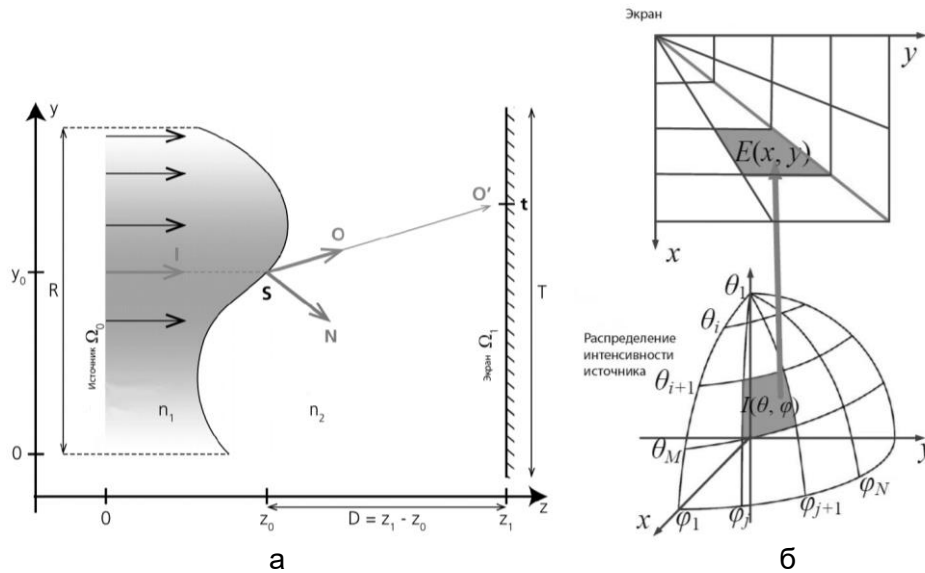 y
R
y₀
0
Источник Ω₀
n₁
I
S
O
N
O'
t
n₂
Экран Ω₁
T
0
z₀
D = z₁ - z₀
z₁
z
а
Экран
y
E(x, y)
x
θ₁
θᵢ
Распределение
интенсивности
источника
θᵢ₊₁
I(θ, φ)
θ_M
y
x
φ₁
φⱼ
φⱼ₊₁
φ_N
б